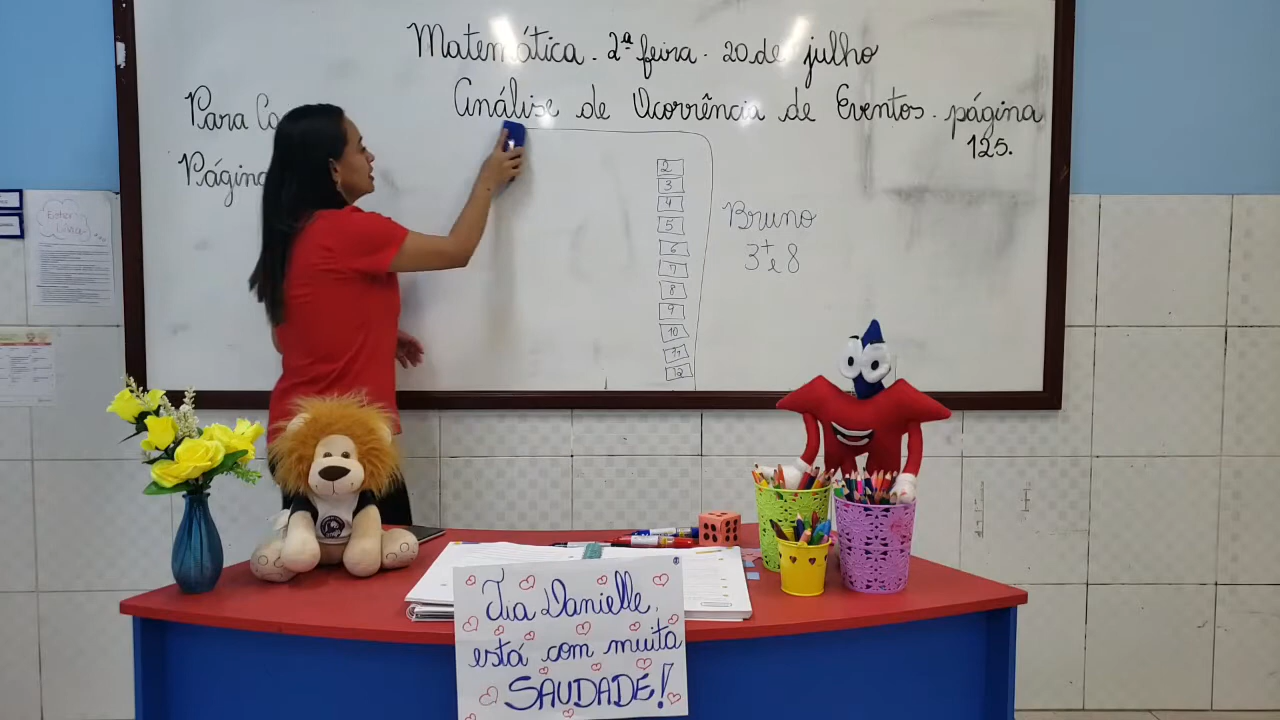 Matemática. 2ª feira. 20 de julho
Análise de Ocorrência de Eventos. página
125.
Para
Página
2
3
4
5
6
7
8
9
10
11
12
Bruno
3+e 8
Tia Danielle,
está com muita
SAUDADE!